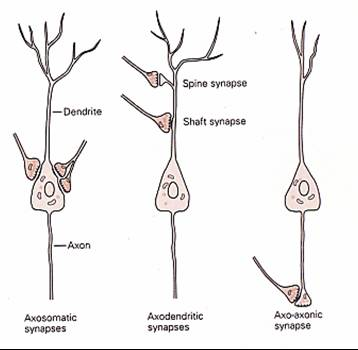 Spine synapse
Dendrite
Shaft synapse
Axon
Axosomatic
synapses
Axodendritic
synapses
Axo-axonic
synapse